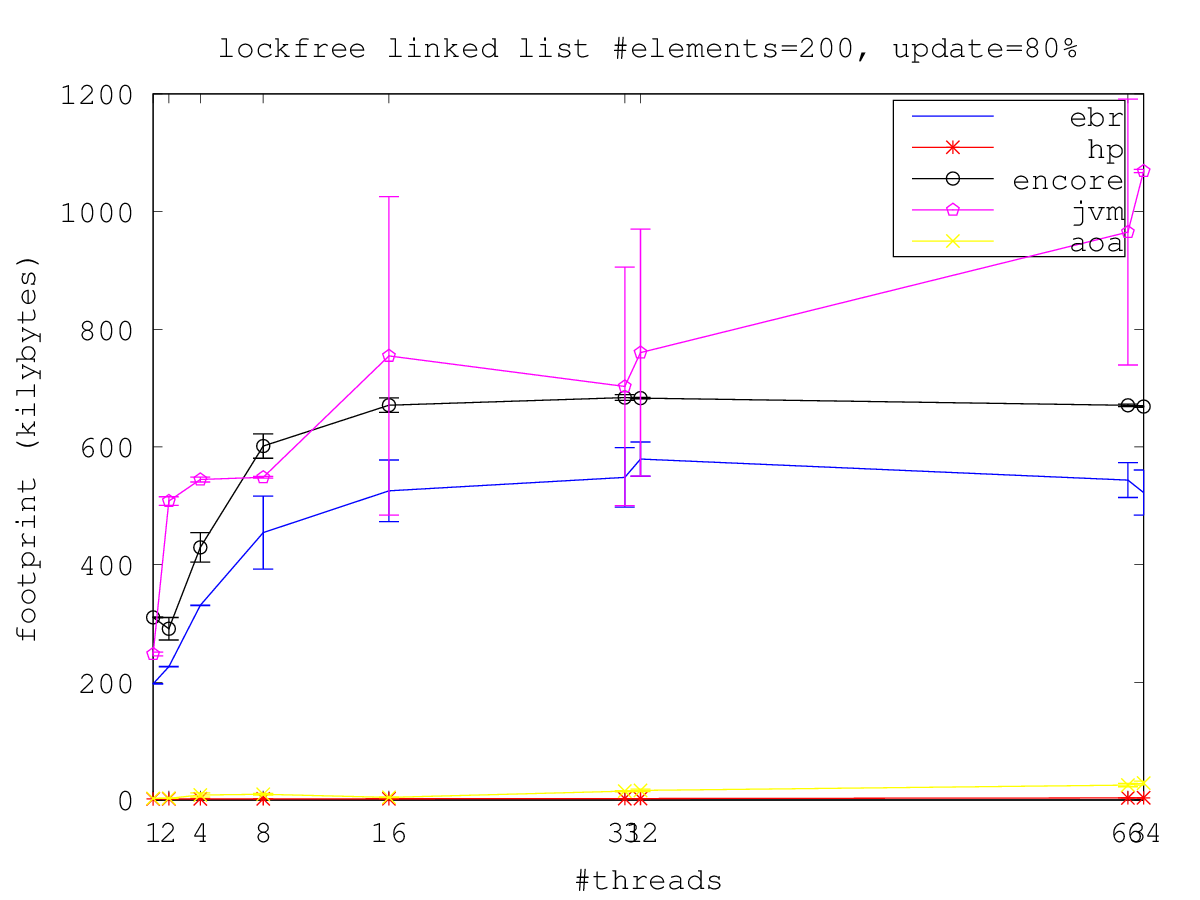 lockfree linked list #elements=200, update=80%
1200
1000
800
600
400
200
0
footprint (kilybytes)
ebr
hp
encore
jvm
aoa
1 2 4 8 16 31 32 63 64
#threads